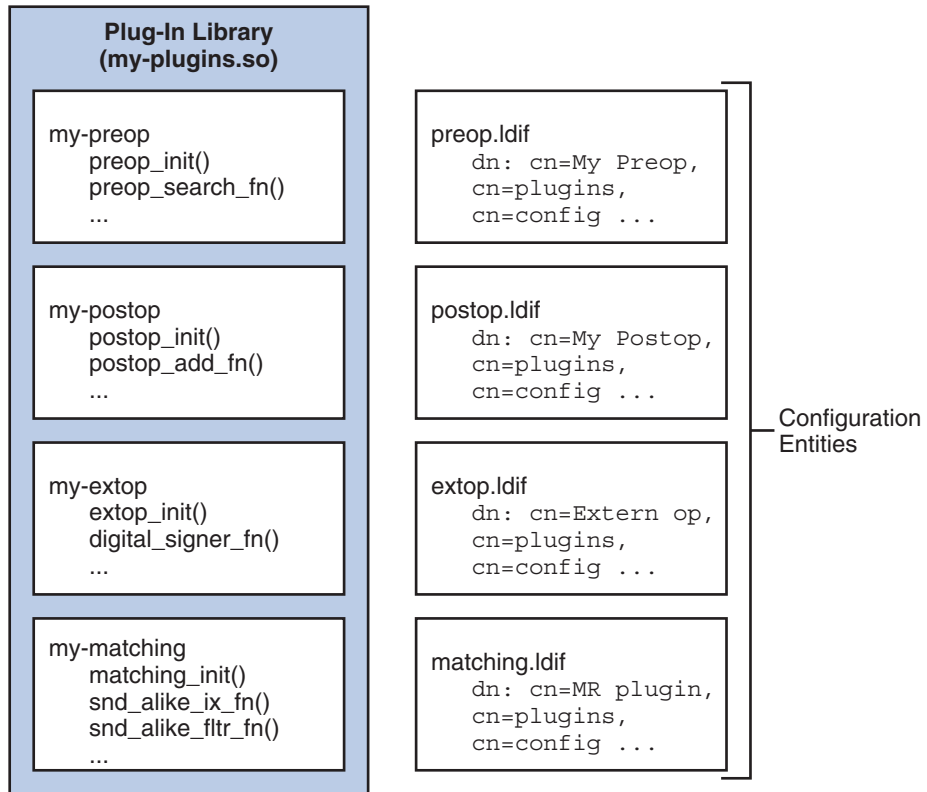 Plug-In Library
(my-plugins.so)
my-preop
preop_init()
preop_search_fn()
...
preop.ldif
dn: cn=My Preop,
cn=plugins,
cn=config ...
my-postop
postop_init()
postop_add_fn()
...
postop.ldif
dn: cn=My Postop,
cn=plugins,
cn=config ...
my-extop
extop_init()
digital_signer_fn()
...
extop.ldif
dn: cn=Extern op,
cn=plugins,
cn=config ...
my-matching
matching_init()
snd_alike_ix_fn()
snd_alike_fltr_fn()
...
matching.ldif
dn: cn=MR plugin,
cn=plugins,
cn=config ...
Configuration
Entities